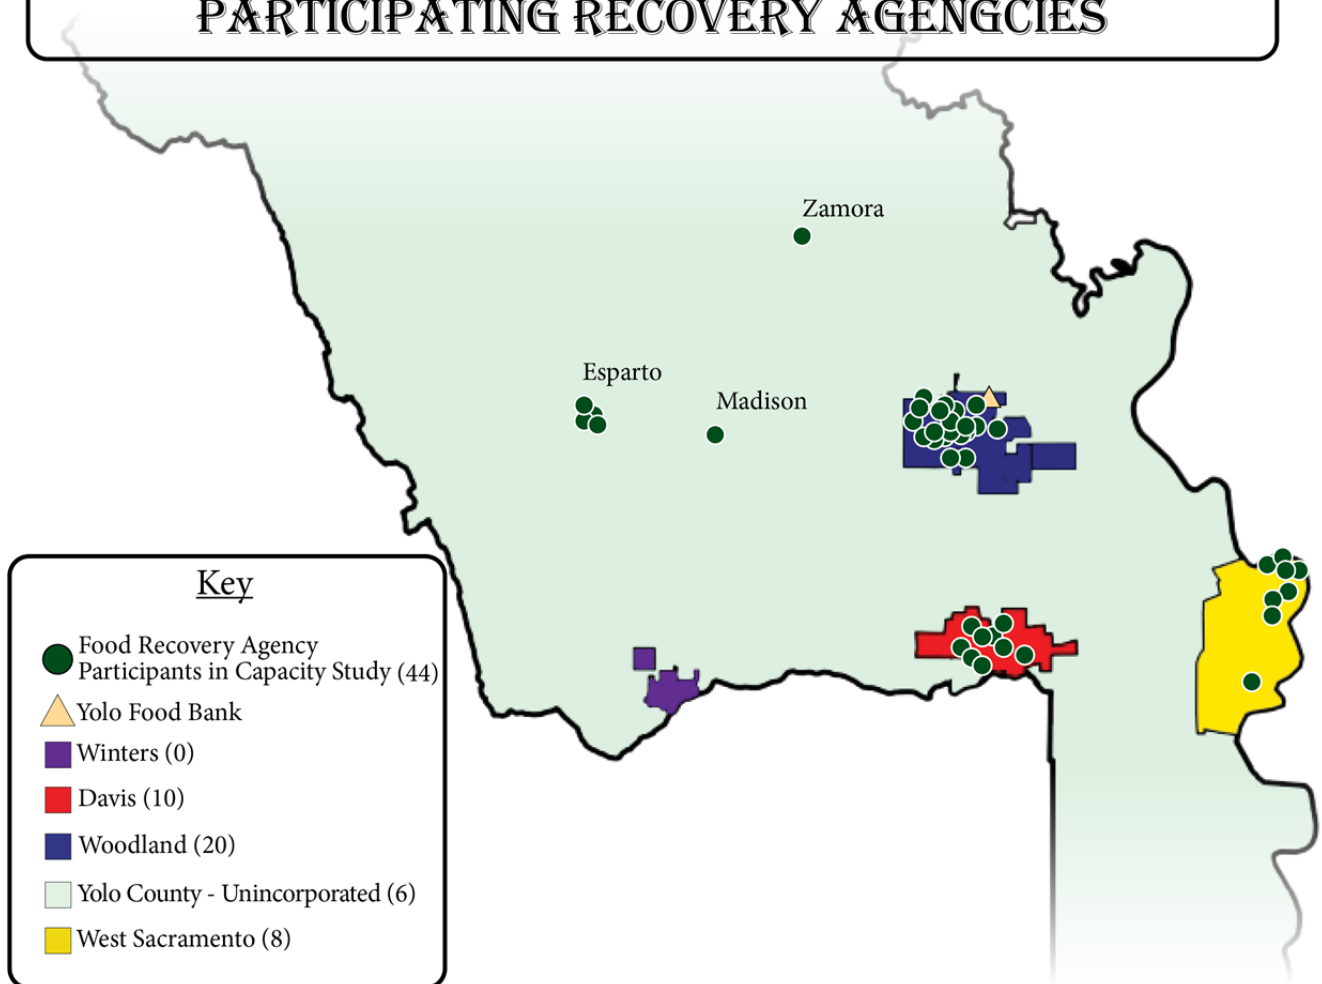 PARTICIPATING RECOVERY AGENGCIES
Zamora
Esparto
Madison
Key
Food Recovery Agency
Participants in Capacity Study (44)
Yolo Food Bank
Winters (0)
Davis (10)
Woodland (20)
Yolo County - Unincorporated (6)
West Sacramento (8)